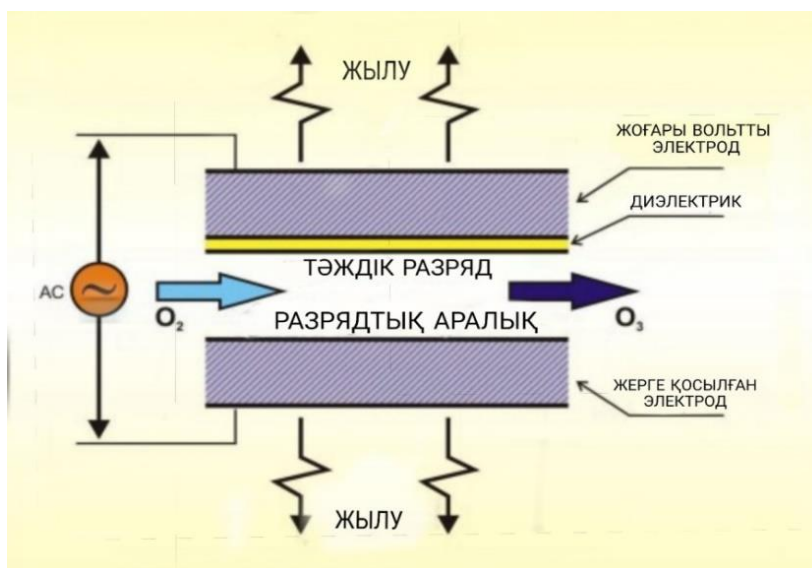 ЖЫЛУ
ЖОҒАРЫ ВОЛЬТТЫ
ЭЛЕКТРОД
ДИЭЛЕКТРИК
ТӘЖДІК РАЗРЯД
AC
O₂
O₃
РАЗРЯДТЫҚ АРАЛЫҚ
ЖЕРГЕ ҚОСЫЛҒАН
ЭЛЕКТРОД
ЖЫЛУ